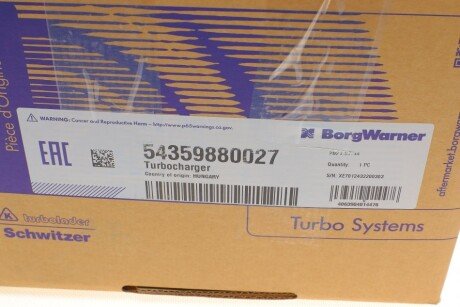 Pièce d'Origine
WARNING: Cancer and Reproductive Harm - http://www.p65warnings.ca.gov.
EAC
54359880027
Turbocharger
Country of origin: HUNGARY
BorgWarner
Quantity: 1 PC
turbolader
Schwitzer
Turbo Systems
aftermarket.borgwarner